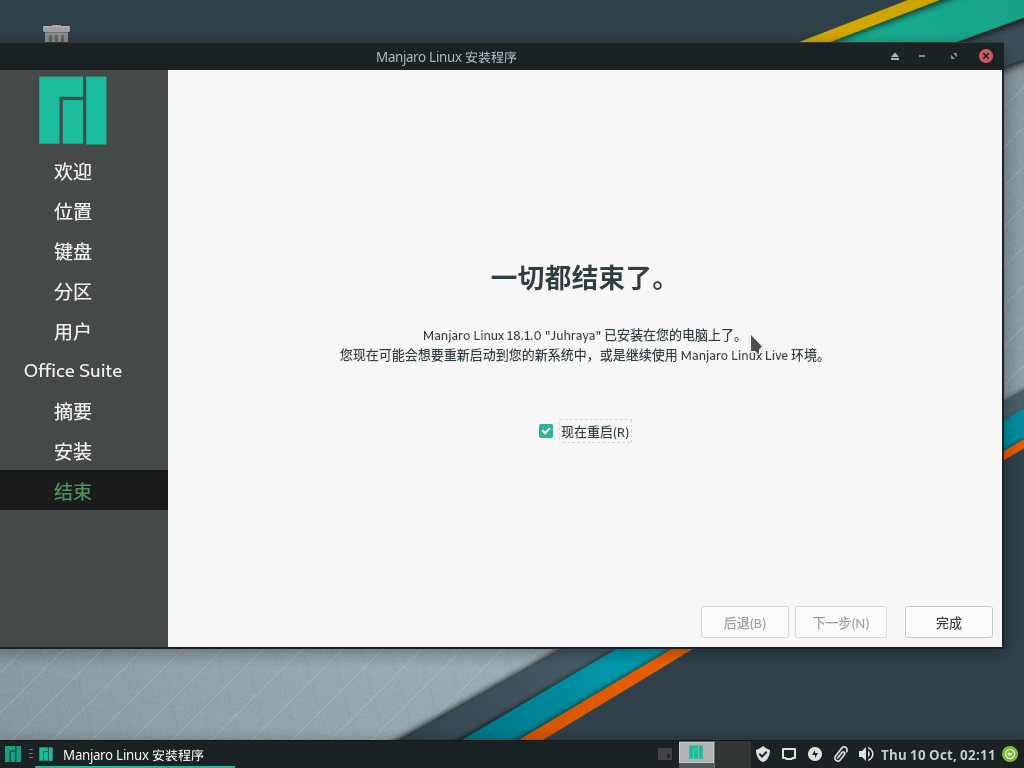 Manjaro Linux 安装程序
欢迎
位置
键盘
分区
用户
Office Suite
摘要
安装
结束
一切都结束了。
Manjaro Linux 18.1.0 "Juhraya" 已安装在您的电脑上了。
您现在可能会想要重新启动到您的新系统中，或是继续使用 Manjaro Linux Live 环境。
现在重启(R)
后退(B)
下一步(N)
完成
Manjaro Linux 安装程序
Thu 10 Oct, 02:11